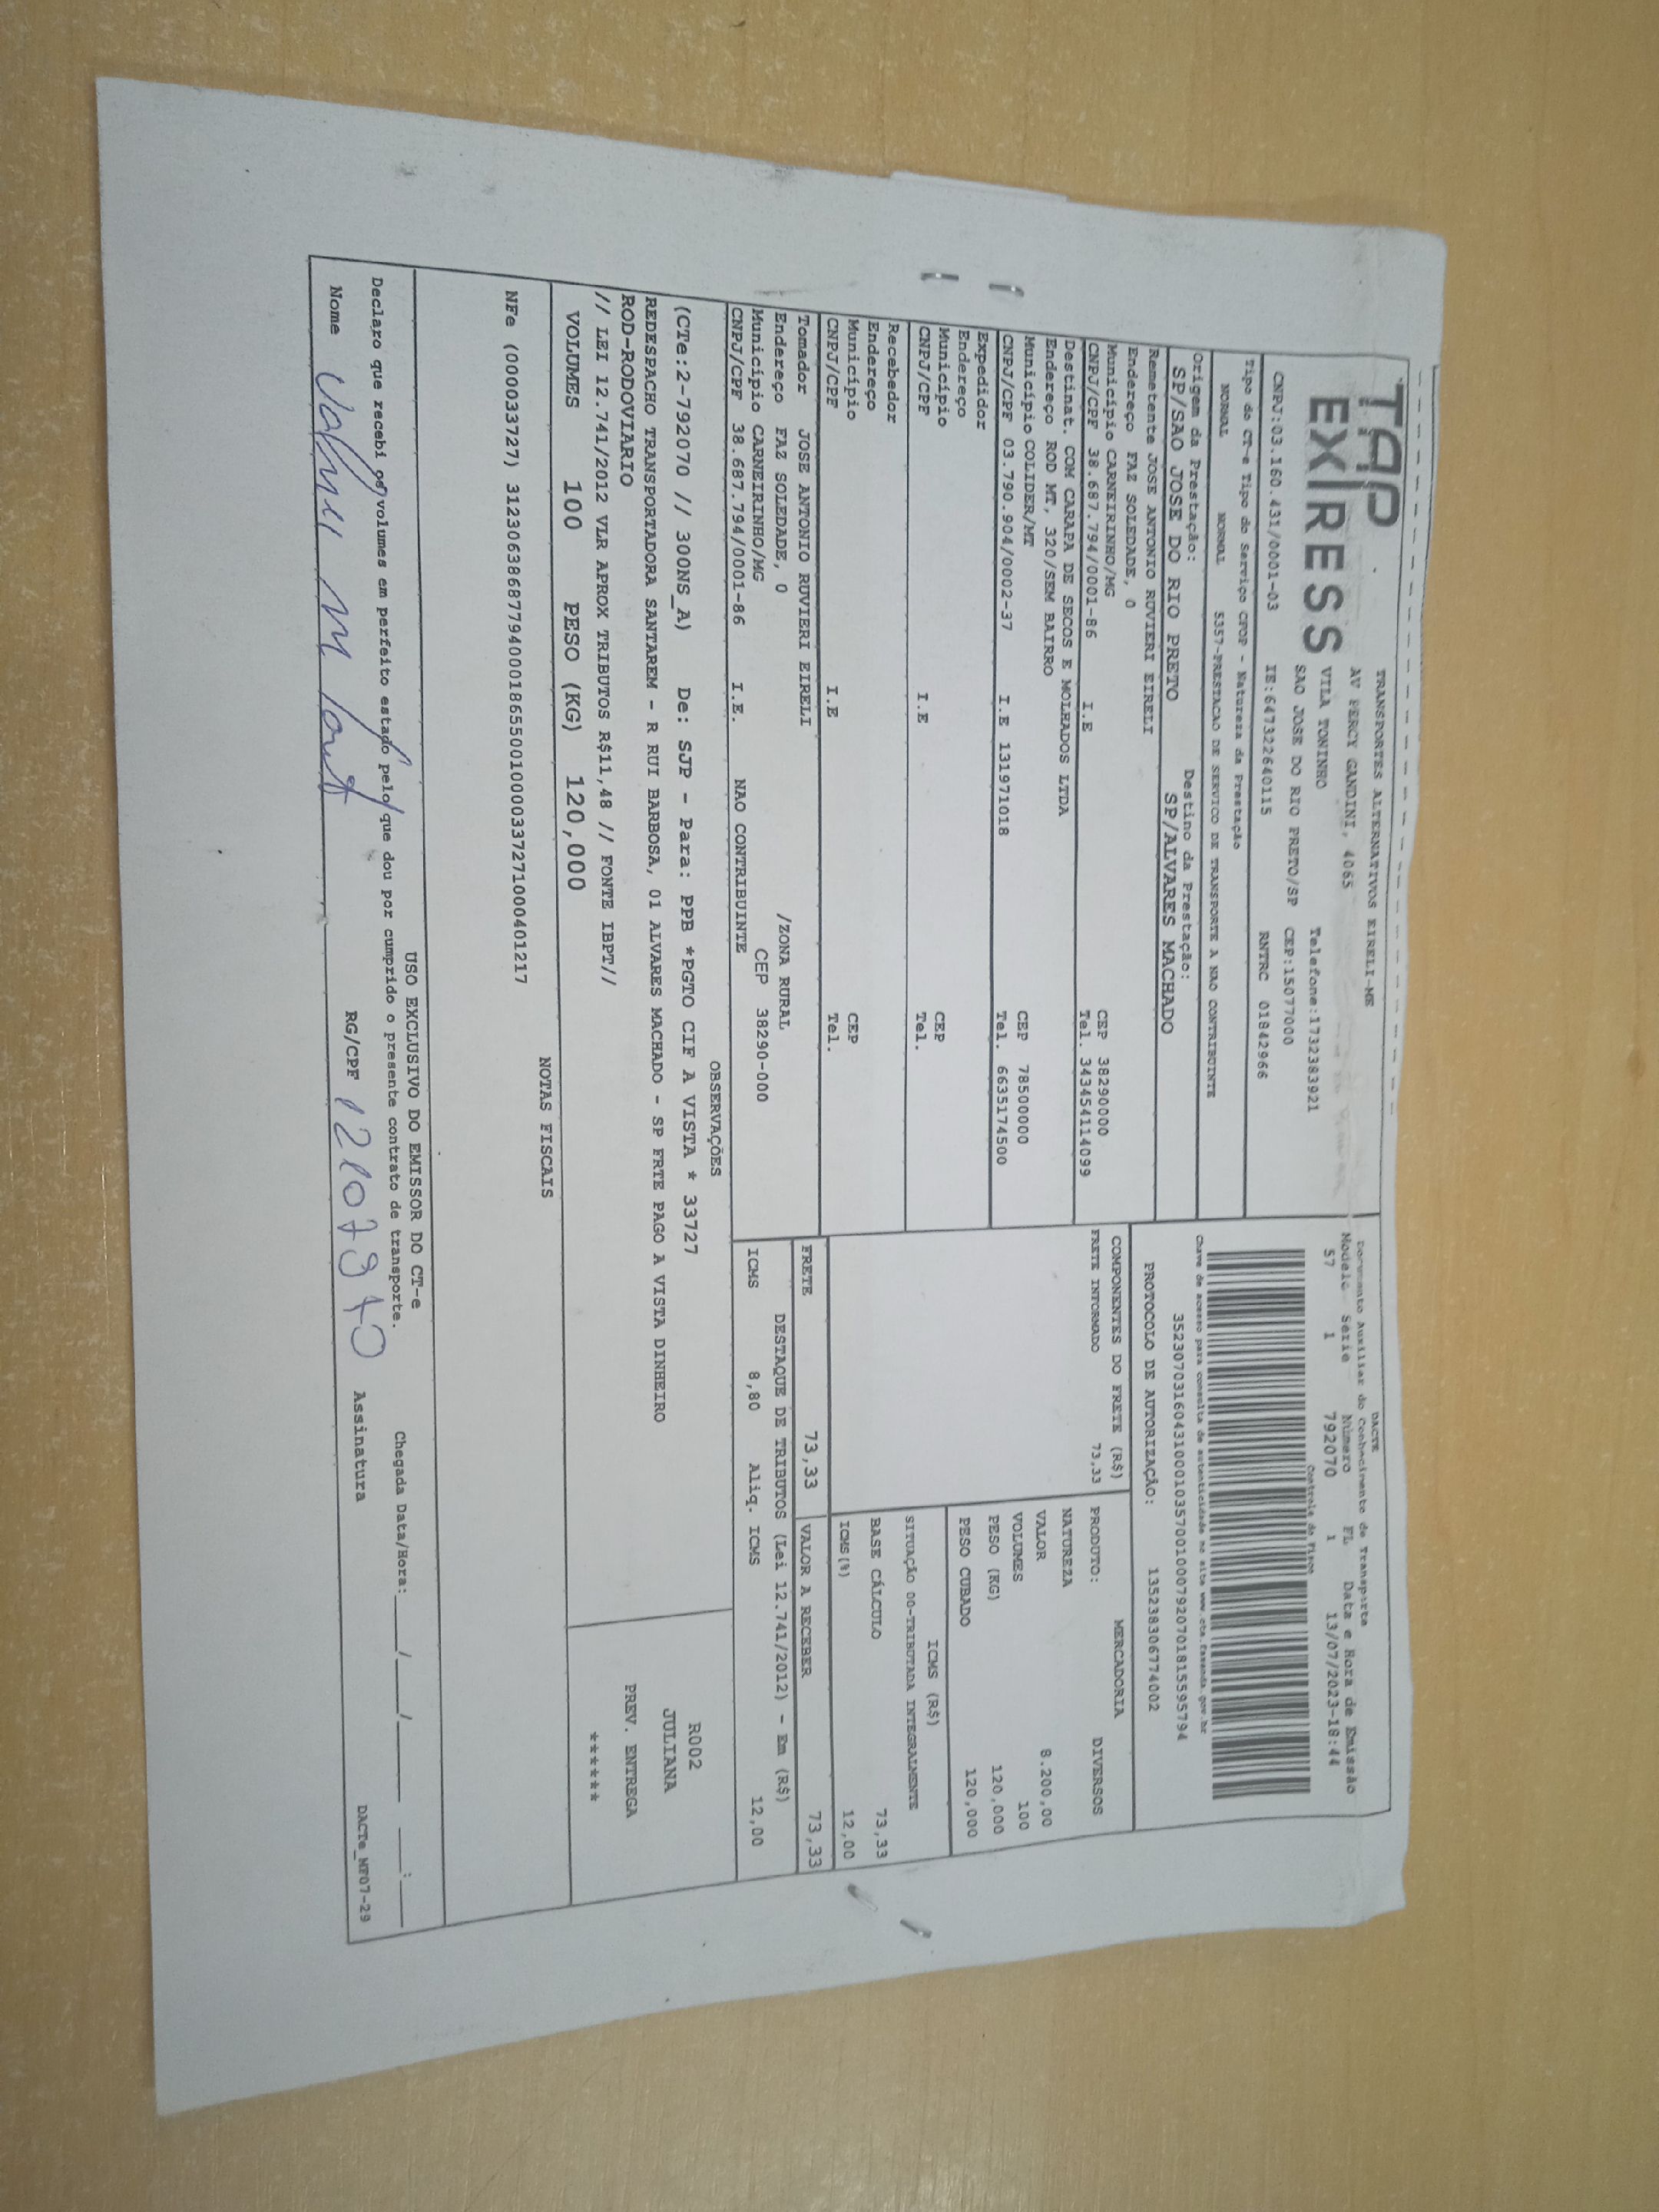 TAP
EXPRESS
TRANSPORTES ALTERNATIVOS EIRELI-ME
AV PERCY GANDINI, 4065
VILA TONINHO Telefone:1732383921
SAO JOSE DO RIO PRETO/SP CEP:15077000
CNPJ:03.160.431/0001-03 IE:647322640115 RNTRC 01842966
Tipo do CT-e Tipo do Serviço CFOP - Natureza da Prestação
NORMAL NORMAL 5357-PRESTACAO DE SERVICO DE TRANSPORTE A NAO CONTRIBUINTE
Origem da Prestação: Destino da Prestação:
SP/SAO JOSE DO RIO PRETO SP/ALVARES MACHADO
Remetente JOSE ANTONIO RUVIERI EIRELI
Endereço FAZ SOLEDADE, 0
Município CARNEIRINHO/MG CEP 38290000
CNPJ/CPF 38.687.794/0001-86 I.E Tel. 343454114099
Destinat. COM CARAPA DE SECOS E MOLHADOS LTDA
Endereço ROD MT, 320/SEM BAIRRO
Município COLIDER/MT CEP 78500000
CNPJ/CPF 03.790.904/0002-37 I.E 131971018 Tel. 6635174500
Expedidor
Endereço
Município CEP
CNPJ/CPF I.E Tel.
Recebedor
Endereço
Município CEP
CNPJ/CPF I.E Tel.
Tomador JOSE ANTONIO RUVIERI EIRELI
Endereço FAZ SOLEDADE, 0 /ZONA RURAL
Município CARNEIRINHO/MG CEP 38290-000
CNPJ/CPF 38.687.794/0001-86 I.E. NAO CONTRIBUINTE
DACTE
Documento Auxiliar do Conhecimento de Transporte
Modelo Série Número FL Data e Hora de Emissão
57 1 792070 1 13/07/2023-18:44
Controle do Fisco
Chave de acesso para consulta de autenticidade no site www.cte.fazenda.gov.br
35230703160431000103570010007920701815595794
PROTOCOLO DE AUTORIZAÇÃO: 135238306774002
COMPONENTES DO FRETE (R$)
FRETE INFORMADO 73,33
MERCADORIA
PRODUTO: DIVERSOS
NATUREZA
VALOR 8.200,00
VOLUMES 100
PESO (KG) 120,000
PESO CUBADO 120,000
ICMS (R$)
SITUAÇÃO 00-TRIBUTADA INTEGRALMENTE
BASE CÁLCULO 73,33
ICMS(%) 12,00
FRETE 73,33 VALOR A RECEBER 73,33
DESTAQUE DE TRIBUTOS (Lei 12.741/2012) - Em (R$)
ICMS 8,80 Aliq. ICMS 12,00
OBSERVAÇÕES
(CTe:2-792070 // 300NS_A) De: SJP - Para: PPB *PGTO CIF A VISTA * 33727
REDESPACHO TRANSPORTADORA SANTAREM - R RUI BARBOSA, 01 ALVARES MACHADO - SP FRTE PAGO A VISTA DINHEIRO
ROD-RODOVIARIO
// LEI 12.741/2012 VLR APROX TRIBUTOS R$11,48 // FONTE IBPT//
R002
JULIANA
PREV. ENTREGA
******
VOLUMES 100 PESO (KG) 120,000
NOTAS FISCAIS
NFe (000033727) 31230638687794000186550010000337271000401217
USO EXCLUSIVO DO EMISSOR DO CT-e
Declaro que recebi os volumes em perfeito estado pelo que dou por cumprido o presente contrato de transporte.
Chegada Data/Hora: ___/___/_____ ___:___
Nome RG/CPF Assinatura
DACTe_MF07-29